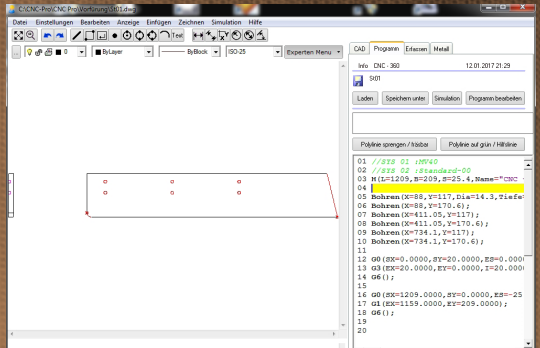 C:\CNC-Pro\CNC Pro\Vorführung\St01.dwg
Datei Einstellungen Bearbeiten Anzeige Einfügen Zeichnen Simulation Hilfe
Text
0 ByLayer ByBlock ISO-25 Experten Menu
CAD Programm Erfassen Metall
Info CNC - 360 12.01.2017 21:29
St01
Laden Speichern unter Simulation Programm bearbeiten
Polylinie sprengen / fräsbar Polylinie auf grün / Hilfslinie
01 //SYS 01 :MV40
02 //SYS 02 :Standard-00
03 H(L=1209,B=209,S=25.4,Name="CNC
04
05 Bohren(X=88,Y=117,Dia=14.3,Tiefe=
06 Bohren(X=88,Y=170.6);
07 Bohren(X=411.05,Y=117);
08 Bohren(X=411.05,Y=170.6);
09 Bohren(X=734.1,Y=117);
10 Bohren(X=734.1,Y=170.6);
11
12 G0(SX=0.0000,SY=20.0000,ES=0.000
13 G3(EX=20.0000,EY=0.0000,I=20.000
14 G6();
15
16 G0(SX=1209.0000,SY=0.0000,ES=-25
17 G1(EX=1159.0000,EY=209.0000);
18 G6();
19
20